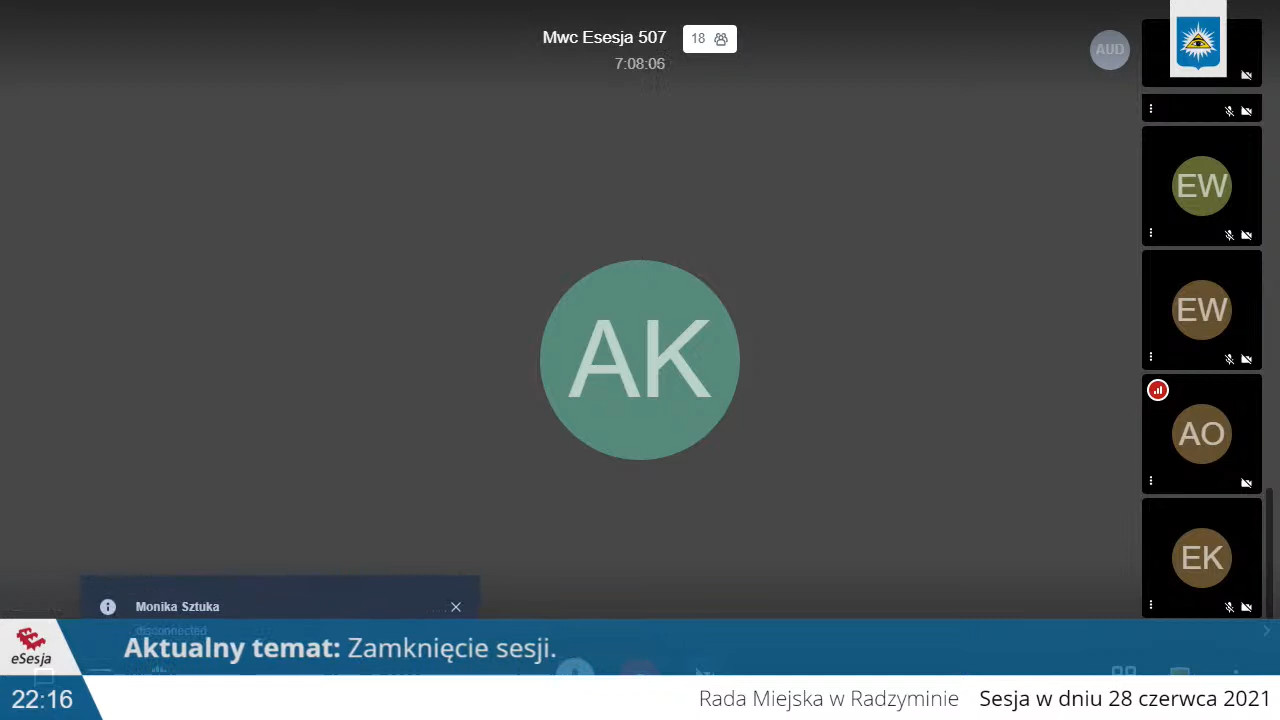 Mwc Esesja 507
18
7:08:06
AUD
EW
EW
AK
AO
EK
Monika Sztuka
disconnected
Aktualny temat: Zamknięcie sesji.
eSesja
22:16
Rada Miejska w Radzyminie
Sesja w dniu 28 czerwca 2021